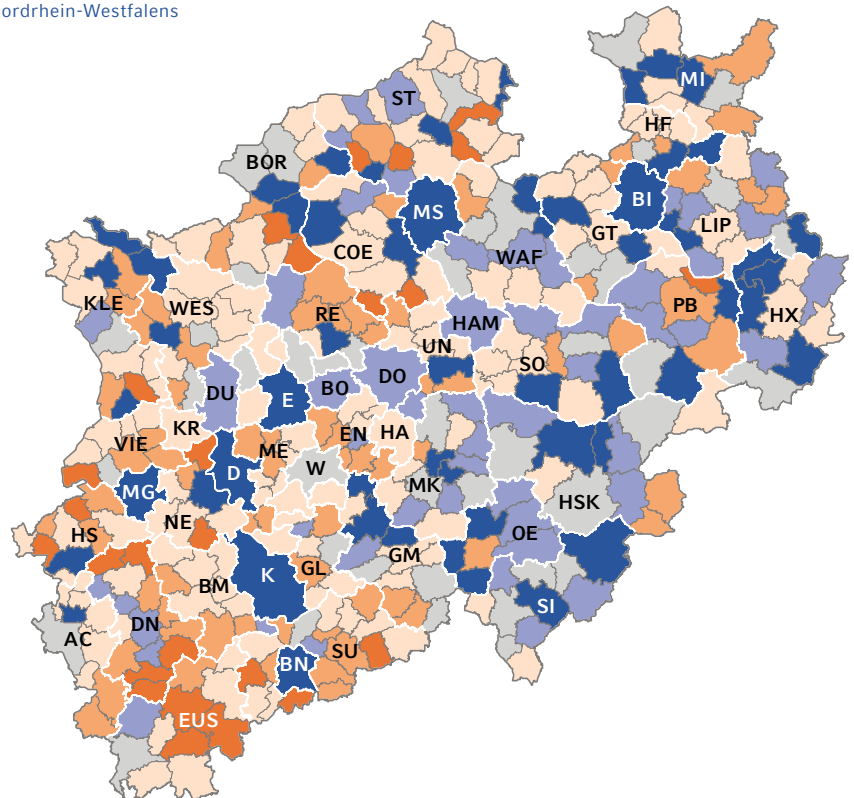 ordrhein-Westfalens
ST
MI
HF
BOR
BI
MS
LIP
GT
COE
WAF
KLE
WES
RE
PB
HX
HAM
UN
SO
DU
E
BO
DO
KR
EN
HA
VIE
ME
W
D
MG
MK
HSK
NE
HS
OE
GM
K
GL
BM
SI
DN
AC
SU
BN
EUS